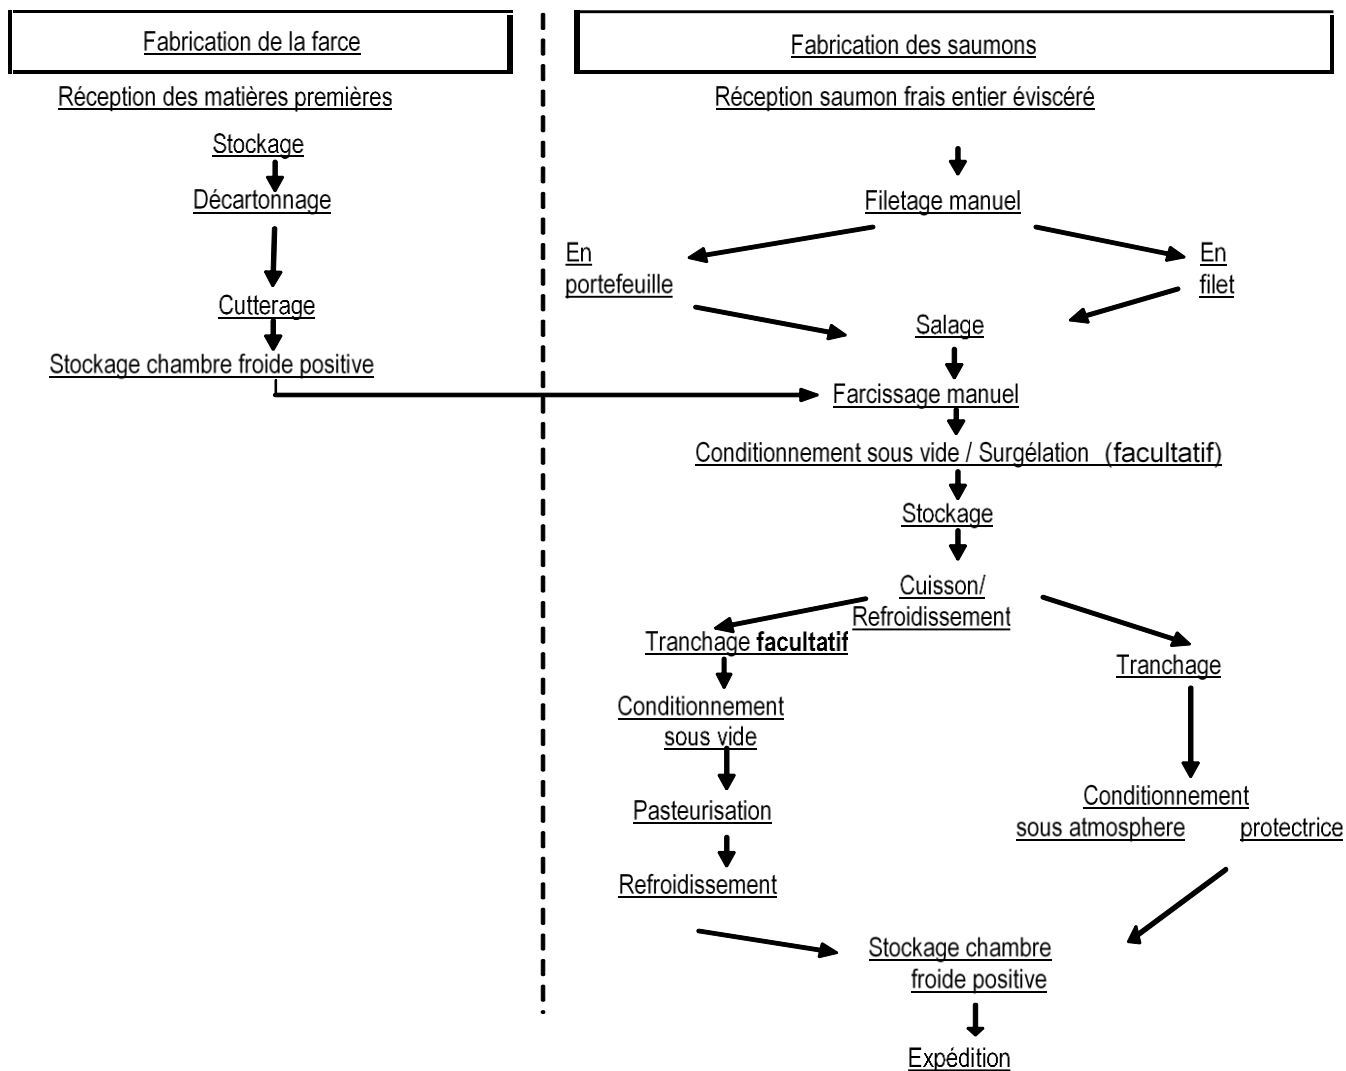 Fabrication de la farce
Réception des matières premières
Stockage
Décartonnage
Cutterage
Stockage chambre froide positive
Fabrication des saumons
Réception saumon frais entier éviscéré
Filetage manuel
En
portefeuille
En
filet
Salage
Farcissage manuel
Conditionnement sous vide / Surgélation (facultatif)
Stockage
Cuisson/
Refroidissement
Tranchage facultatif
Conditionnement
sous vide
Pasteurisation
Refroidissement
Tranchage
Conditionnement
sous atmosphere protectrice
Stockage chambre
froide positive
Expédition